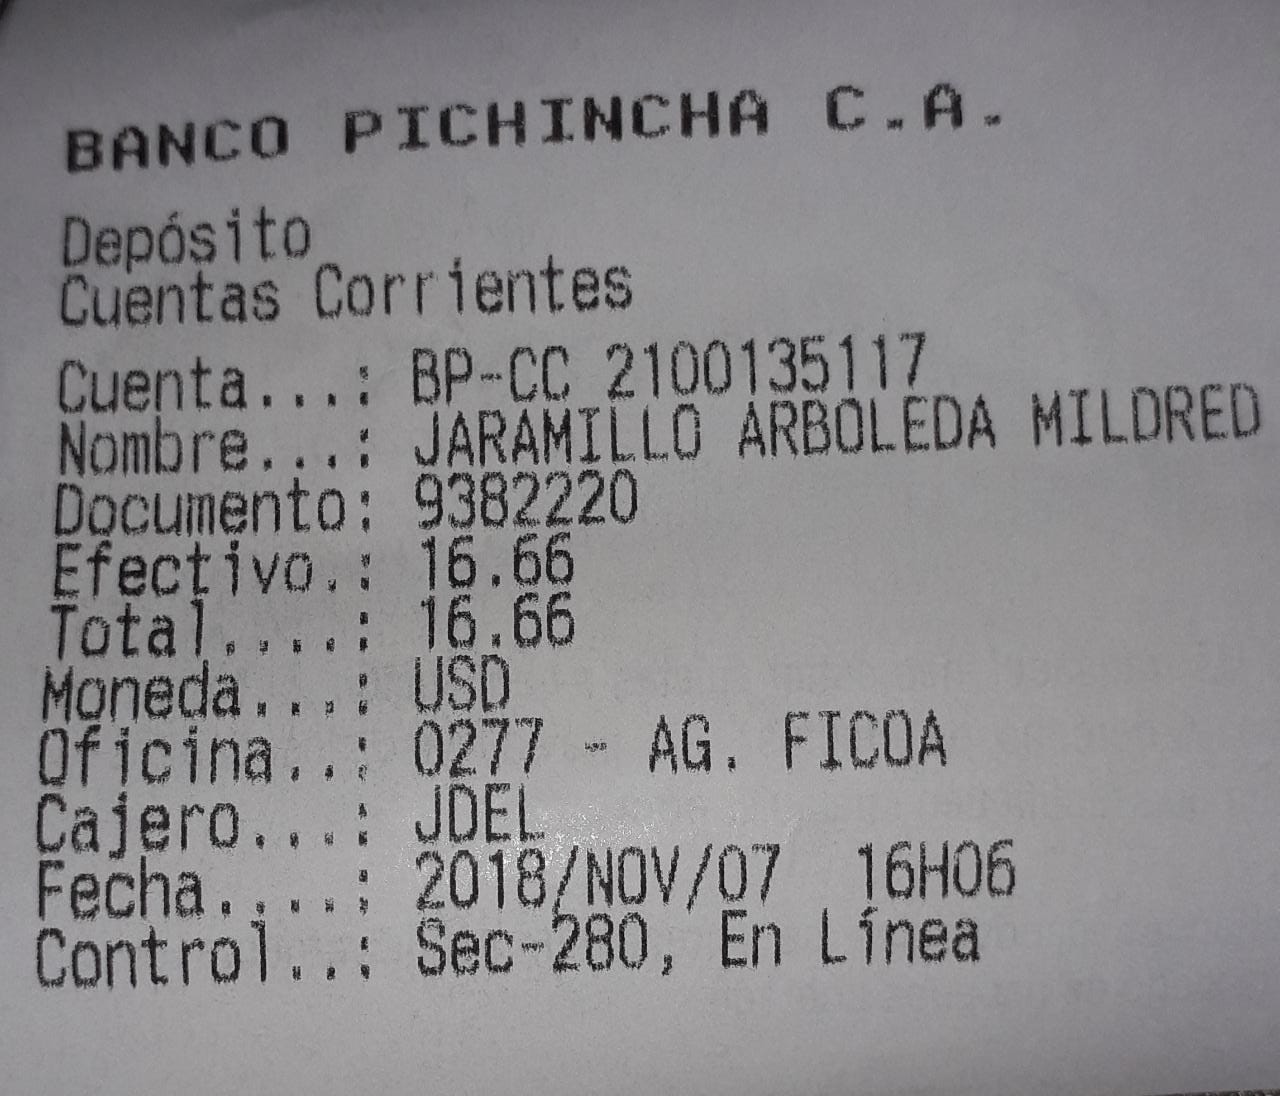 BANCO PICHINCHA C.A.
Depósito
Cuentas Corrientes
Cuenta...: BP-CC 2100135117
Nombre...: JARAMILLO ARBOLEDA MILDRED
Documento: 9382220
Efectivo.: 16.66
Total....: 16.66
Moneda...: USD
Oficina..: 0277 - AG. FICOA
Cajero...: JDEL
Fecha....: 2018/NOV/07 16H06
Control..: Sec-280, En Línea